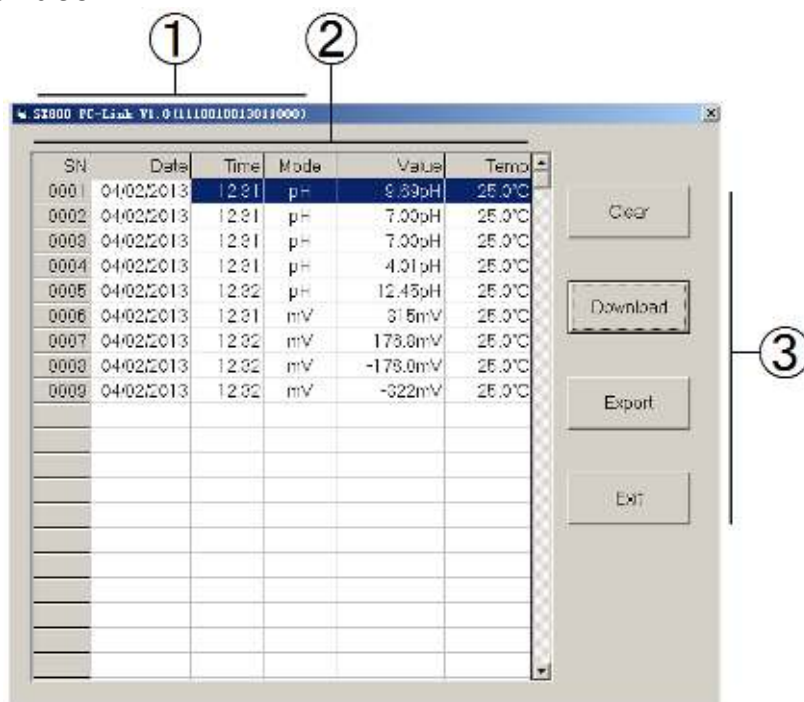 ① ②
SX800 PC-Link V1.0(1110010013011000)
SN Date Time Mode Value Temp
0001 04/02/2013 12:31 pH 9.69pH 25.0℃
0002 04/02/2013 12:31 pH 7.00pH 25.0℃
0003 04/02/2013 12:31 pH 7.00pH 25.0℃
0004 04/02/2013 12:31 pH 4.01pH 25.0℃
0005 04/02/2013 12:32 pH 12.45pH 25.0℃
0006 04/02/2013 12:31 mV 315mV 25.0℃
0007 04/02/2013 12:32 mV 25.0℃
0008 04/02/2013 12:32 mV 25.0℃
0009 04/02/2013 12:32 mV -322mV 25.0℃
Clear
Download
③
Export
Exit